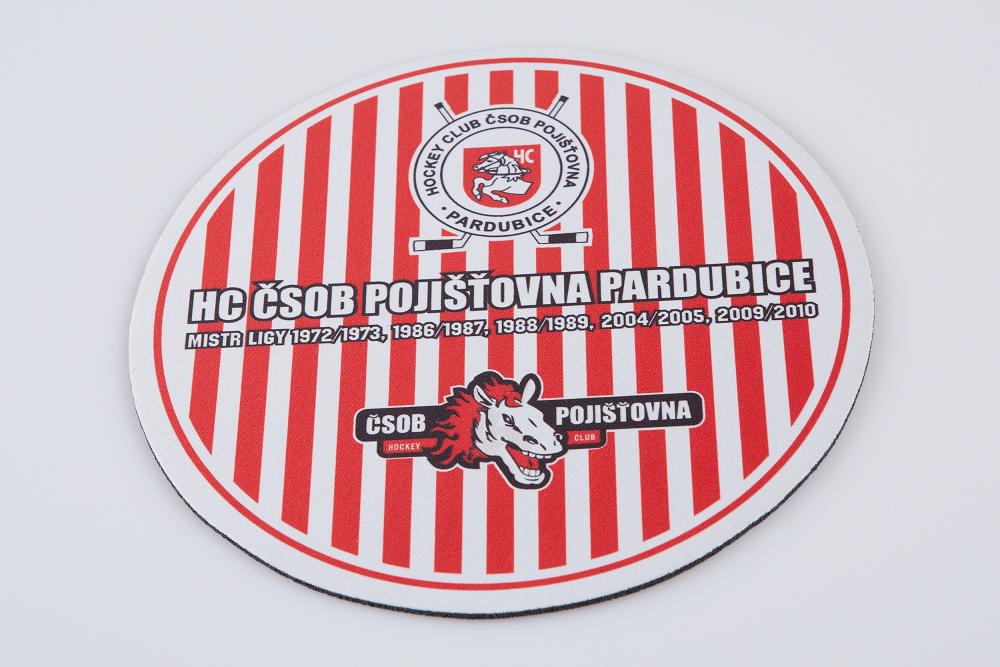 HOCKEY CLUB ČSOB POJIŠŤOVNA
HC
· PARDUBICE ·
HC ČSOB POJIŠŤOVNA PARDUBICE
MISTR LIGY 1972/1973, 1986/1987, 1988/1989, 2004/2005, 2009/2010
ČSOB POJIŠŤOVNA
HOCKEY CLUB